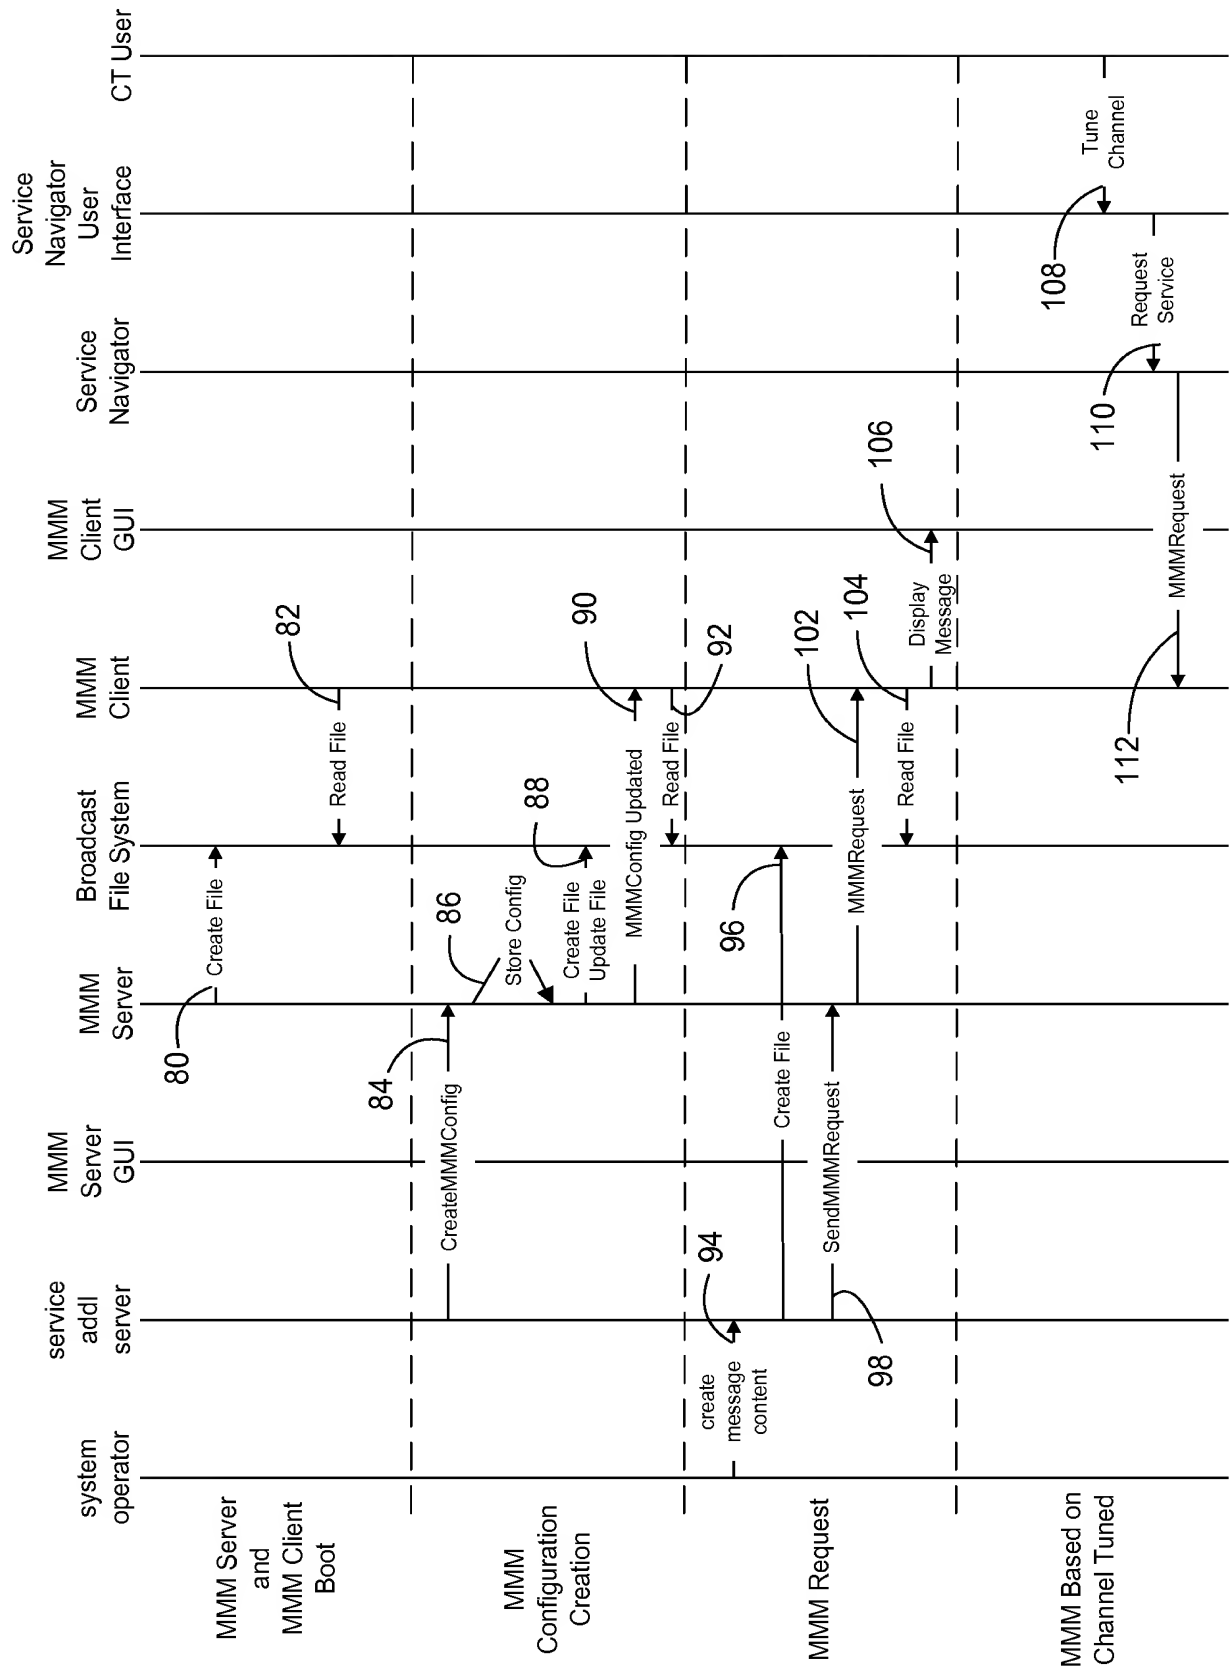 system
operator
service
addl
server
MMM
Server
GUI
MMM
Server
Broadcast
File System
MMM
Client
MMM
Client
GUI
Service
Navigator
Service
Navigator
User
Interface
CT User
MMM Server
and
MMM Client
Boot
80
Create File
82
Read File
MMM
Configuration
Creation
84
CreateMMMConfig
86
Store Config
88
Create File
Update File
90
MMMConfig Updated
92
Read File
MMM Request
94
create
message
content
96
Create File
98
SendMMMRequest
102
MMMRequest
104
Read File
106
Display
Message
MMM Based on
Channel Tuned
108
Tune
Channel
110
Request
Service
112
MMMRequest